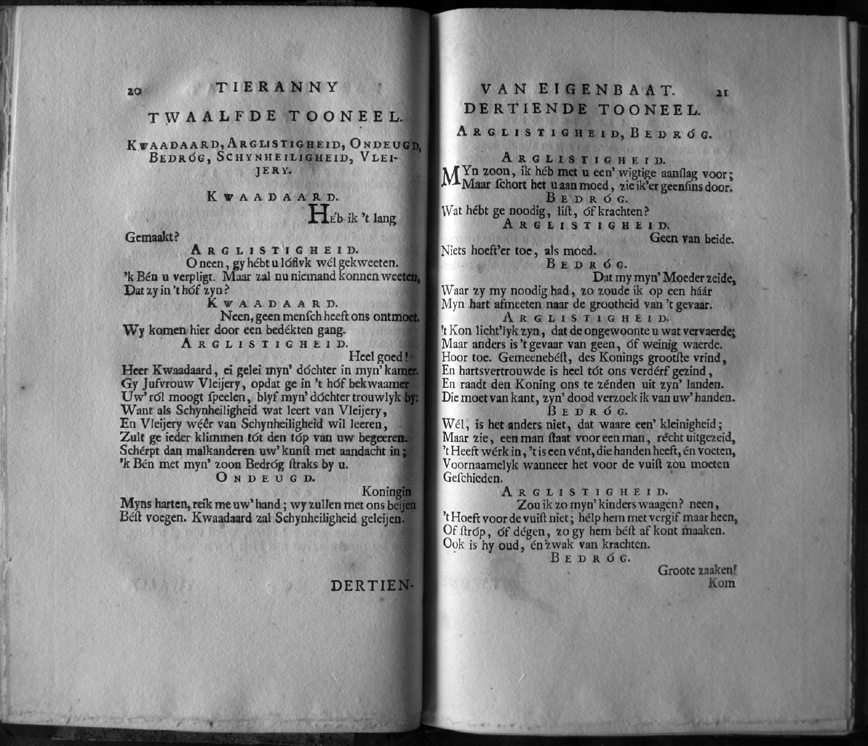 20 TIERANNY
TWAALFDE TOONEEL.
KWAADAARD, ARGLISTIGHEID, ONDEUGD,
BEDRÓG, SCHYNHEILIGHEID, VLEI-
JERY.
KWAADAARD.
Héb ik 't lang
Gemaakt?
ARGLISTIGHEID.
O neen, gy hébt u lóflyk wél gekweeten.
'k Bén u verpligt. Maar zal nu niemand konnen weeten,
Dat zy in 't hóf zyn?
KWAADAARD.
Neen, geen menſch heeft ons ontmoet.
Wy komen hier door een bedékten gang.
ARGLISTIGHEID.
Heel goed!
Heer Kwaadaard, ei gelei myn' dóchter in myn' kamer.
Gy Jufvrouw Vleijery, opdat ge in 't hóf bekwaamer
Uw' ról moogt ſpeelen, blyf myn' dóchter trouwlyk by:
Want als Schynheiligheid wat leert van Vleijery,
En Vleijery wéêr van Schynheiligheid wil leeren,
Zult ge ieder klimmen tót den tóp van uw begeeren.
Schérpt dan malkanderen uw' kunſt met aandacht in;
'k Bén met myn' zoon Bedróg ſtraks by u.
ONDEUGD.
Koningin
Myns harten, reik me uw' hand; wy zullen met ons beijen
Béſt voegen. Kwaadaard zal Schynheiligheid geleijen.
DERTIEN-
VAN EIGENBAAT. 21
DERTIENDE TOONEEL.
ARGLISTIGHEID, BEDRÓG.
ARGLISTIGHEID.
MYn zoon, ik héb met u een' wigtige aanſlag voor;
Maar ſchort het u aan moed, zie ik'er geenſins door.
BEDRÓG.
Wat hébt ge noodig, liſt, óf krachten?
ARGLISTIGHEID.
Geen van beide.
Niets hoeft'er toe, als moed.
BEDRÓG.
Dat my myn' Moeder zeide,
Waar zy my noodig had, zo zoude ik op een háár
Myn hart afmeeten naar de grootheid van 't gevaar.
ARGLISTIGHEID.
't Kon licht'lyk zyn, dat de ongewoonte u wat vervaerde;
Maar anders is 't gevaar van geen, óf weinig waerde.
Hoor toe. Gemeenebéſt, des Konings grootſte vrind,
En hartsvertrouwde is heel tót ons verdérf gezind,
En raadt den Koning ons te zénden uit zyn' landen.
Die moet van kant, zyn' dood verzoek ik van uw' handen.
BEDRÓG.
Wél, is het anders niet, dat waare een' kleinigheid;
Maar zie, een man ſtaat voor een man, récht uitgezeid,
't Heeft wérk in, 't is een vént, die handen heeft, én voeten,
Voornaamelyk wanneer het voor de vuiſt zou moeten
Geſchieden.
ARGLISTIGHEID.
Zou ik zo myn' kinders waagen? neen,
't Hoeft voor de vuiſt niet; hélp hem met vergif maar heen,
Of ſtróp, óf dégen, zo gy hem béſt af kont maaken.
Ook is hy oud, én zwak van krachten.
BEDRÓG.
Groote zaaken!
Kom